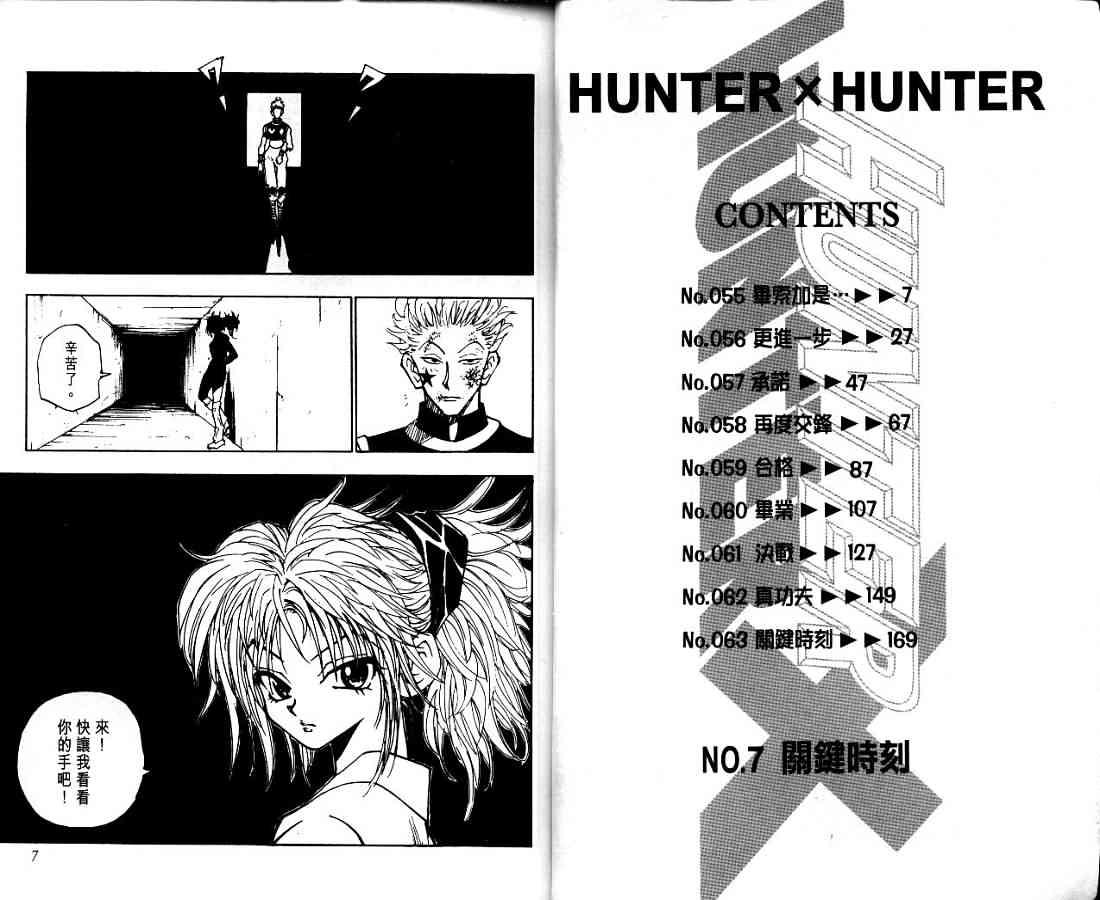 HUNTER×HUNTER
CONTENTS
No.055 畢索加是…▶▶7
No.056 更進一步▶▶27
No.057 承諾▶▶47
No.058 再度交鋒▶▶67
No.059 合格▶▶87
No.060 畢業▶▶107
No.061 決戰▶▶127
No.062 真功夫▶▶149
No.063 關鍵時刻▶▶169
NO.7 關鍵時刻
HUNTER
HUNTER
X
ワ
ァ
辛苦了。
來！
快讓我看看
你的手吧！
7